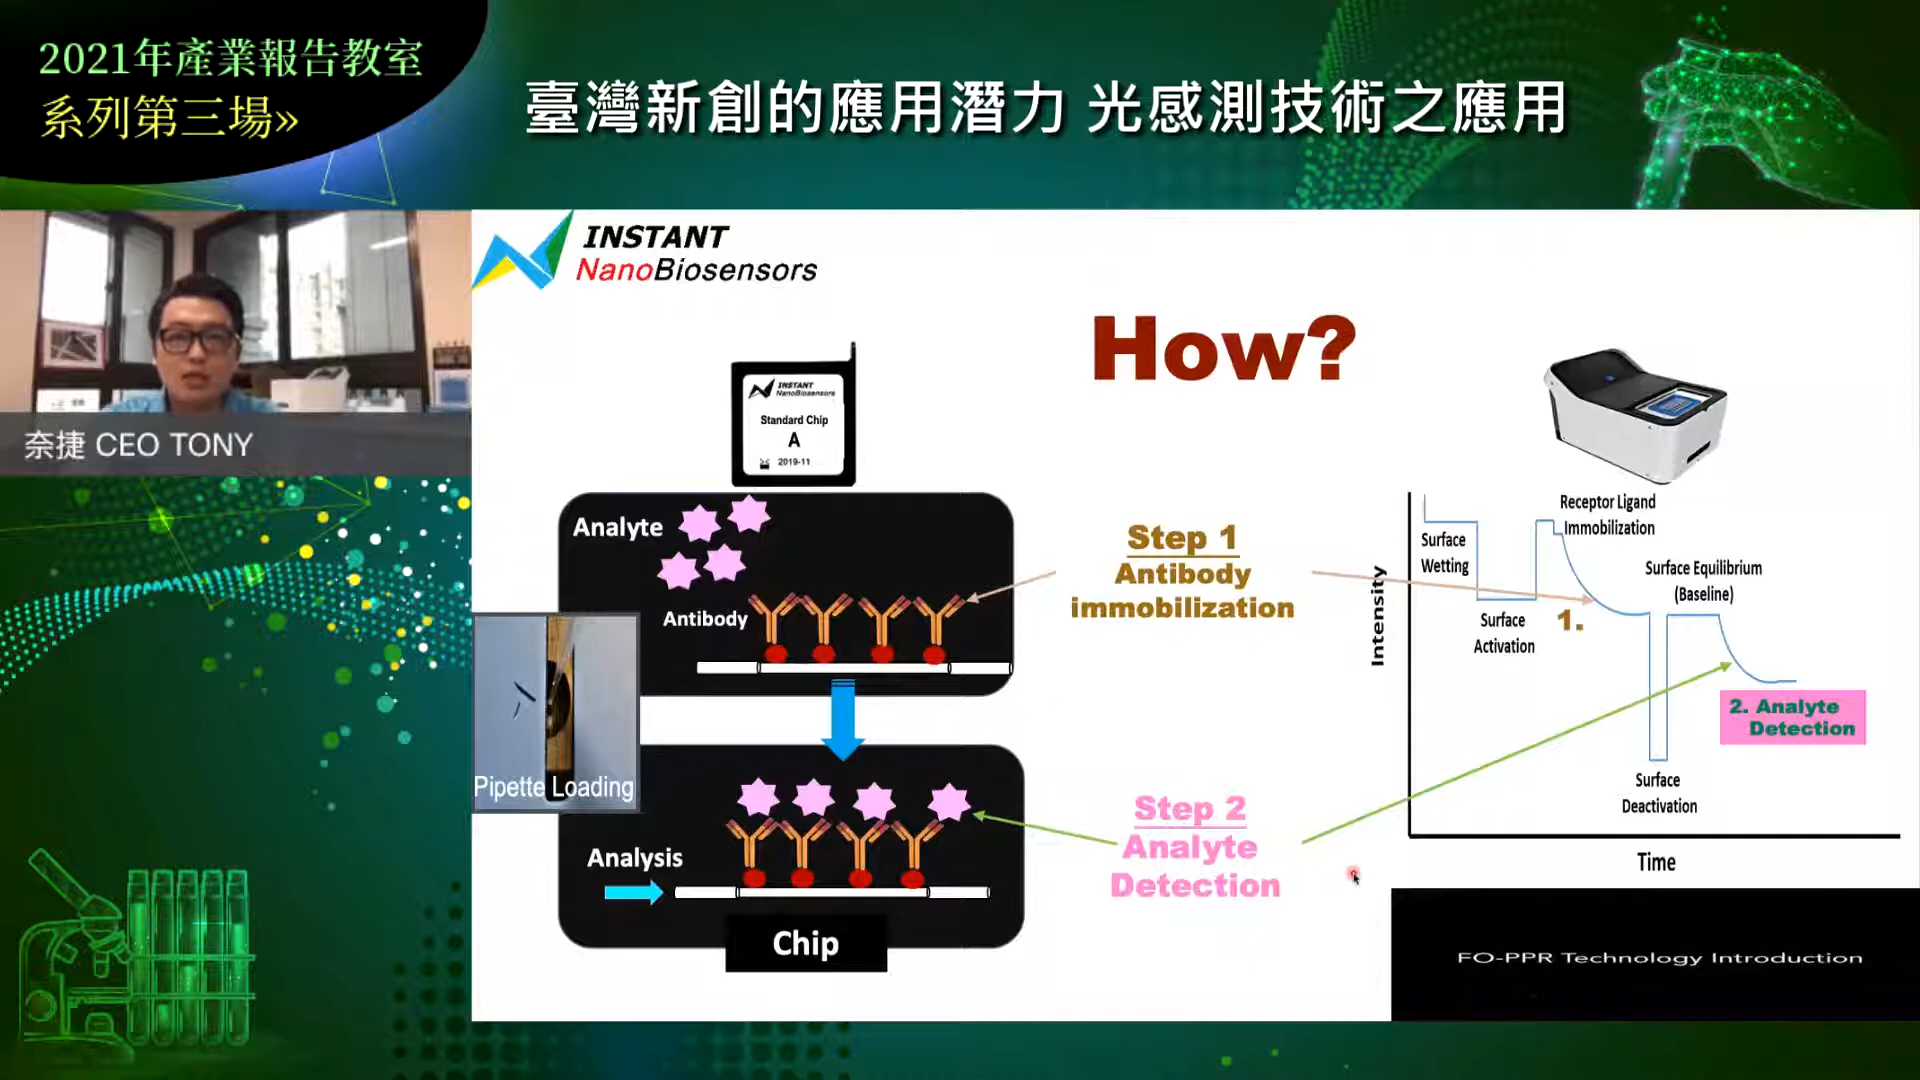 2021年產業報告教室
系列第三場»
臺灣新創的應用潛力 光感測技術之應用
奈捷 CEO TONY
INSTANT
NanoBiosensors
How?
INSTANT
NanoBiosensors
Standard Chip
A
2019-11
Analyte
Antibody
Pipette Loading
Analysis
Chip
Step 1
Antibody
immobilization
Step 2
Analyte
Detection
Intensity
Surface
Wetting
Surface
Activation
Receptor Ligand
Immobilization
1.
Surface Equilibrium
(Baseline)
2. Analyte
Detection
Surface
Deactivation
Time
FO-PPR Technology Introduction